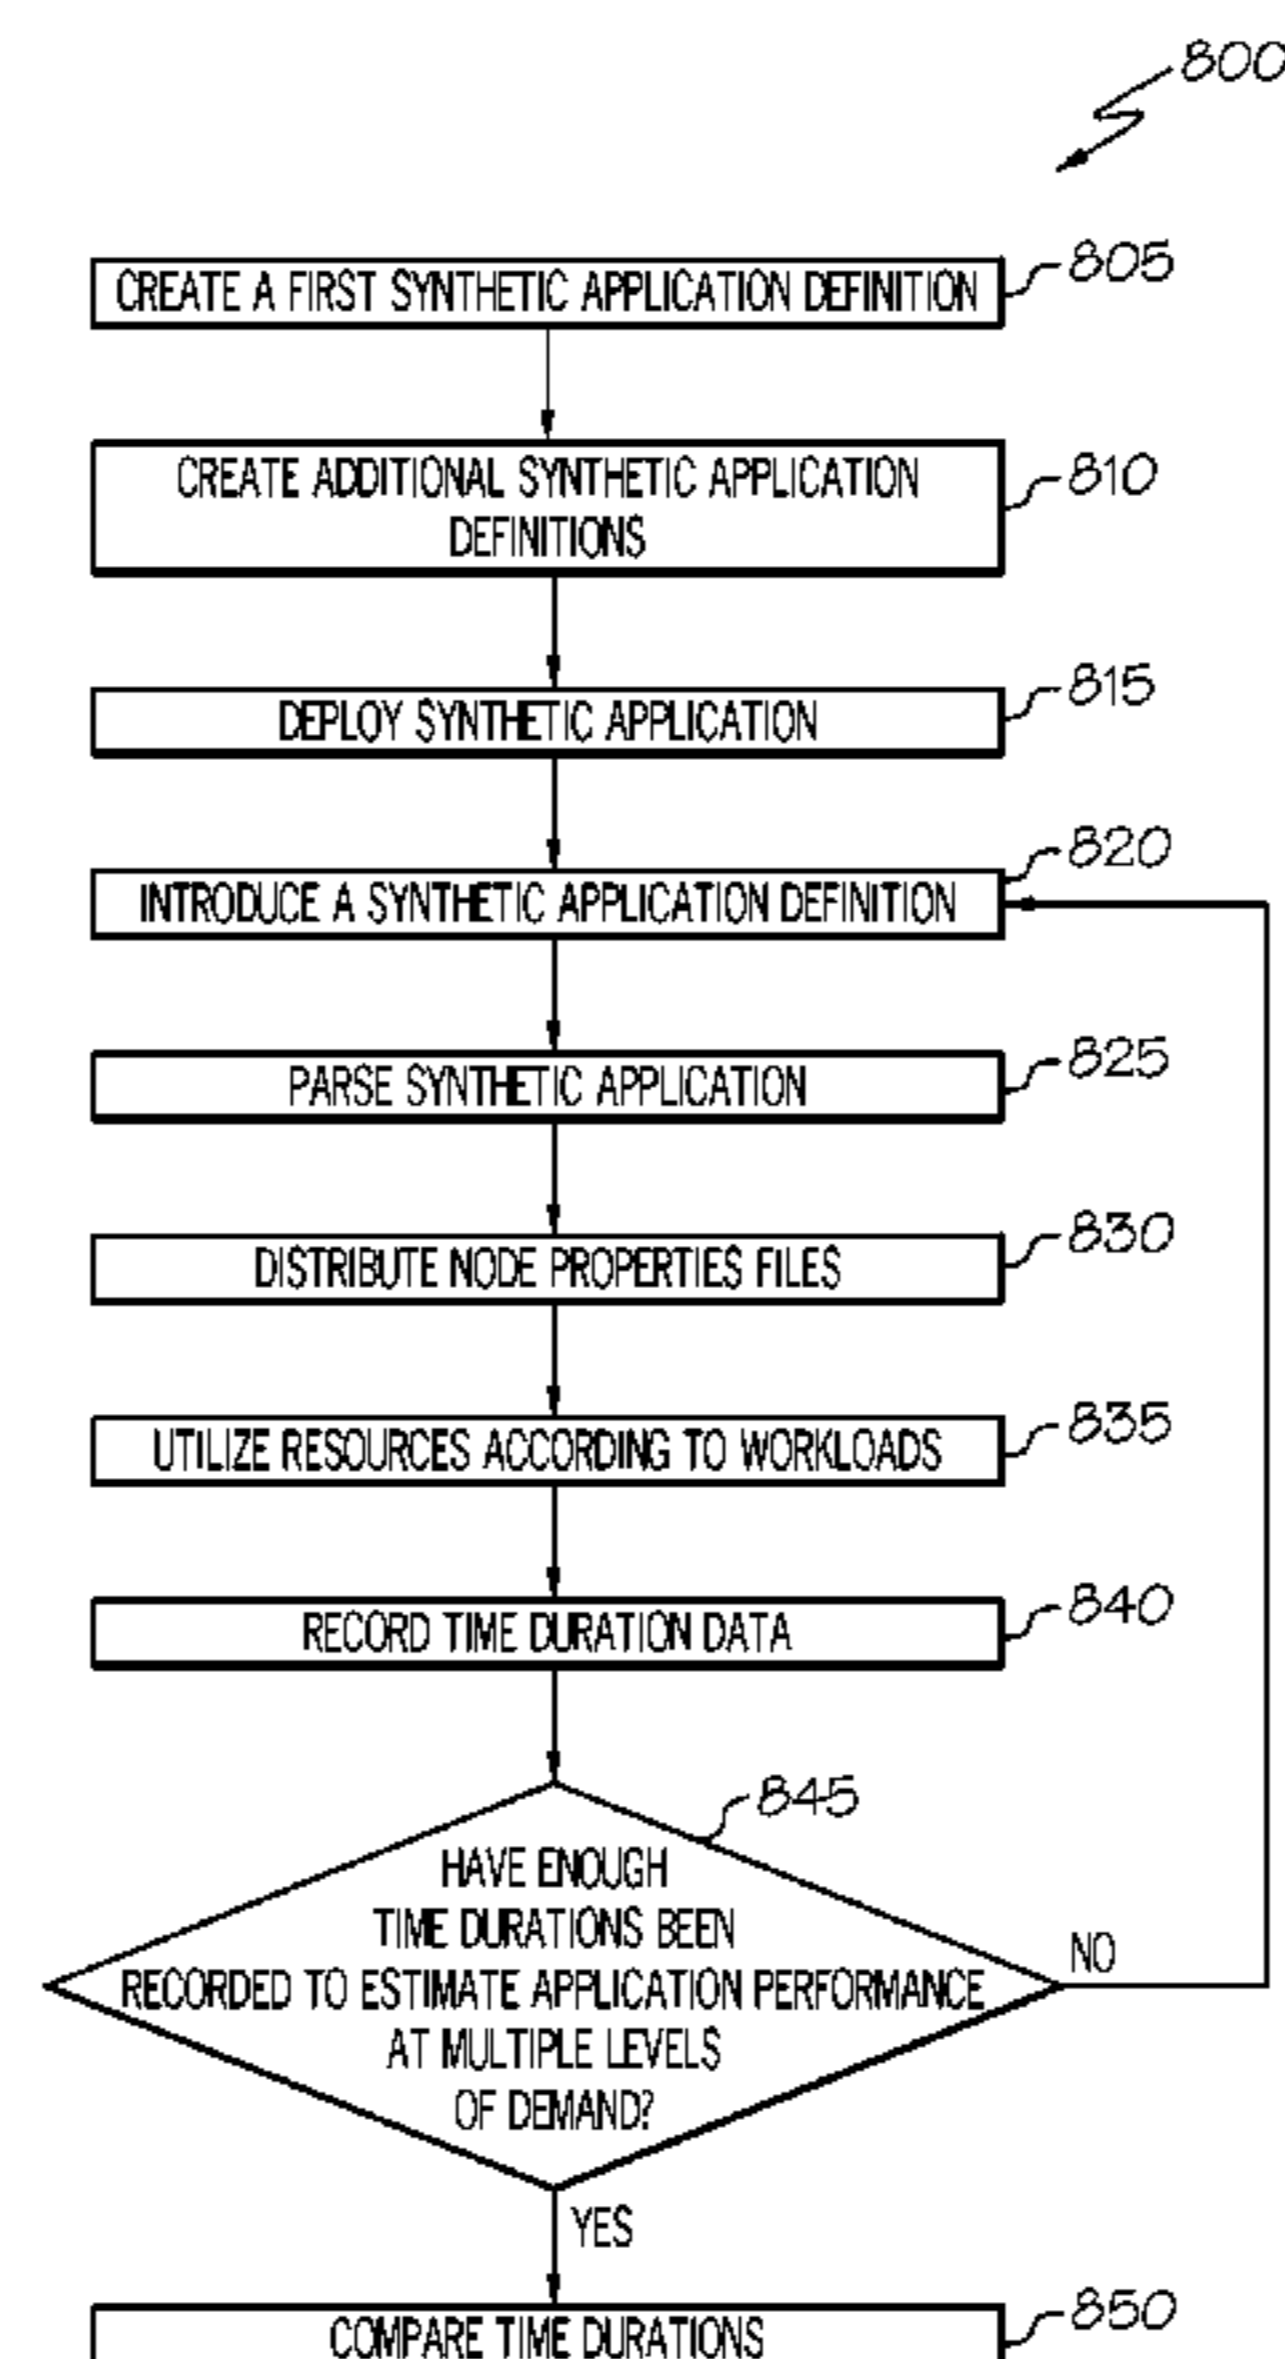 800
CREATE A FIRST SYNTHETIC APPLICATION DEFINITION
805
CREATE ADDITIONAL SYNTHETIC APPLICATION
DEFINITIONS
810
DEPLOY SYNTHETIC APPLICATION
815
INTRODUCE A SYNTHETIC APPLICATION DEFINITION
820
PARSE SYNTHETIC APPLICATION
825
DISTRIBUTE NODE PROPERTIES FILES
830
UTILIZE RESOURCES ACCORDING TO WORKLOADS
835
RECORD TIME DURATION DATA
840
845
HAVE ENOUGH
TIME DURATIONS BEEN
RECORDED TO ESTIMATE APPLICATION PERFORMANCE
AT MULTIPLE LEVELS
OF DEMAND?
NO
YES
COMPARE TIME DURATIONS
850